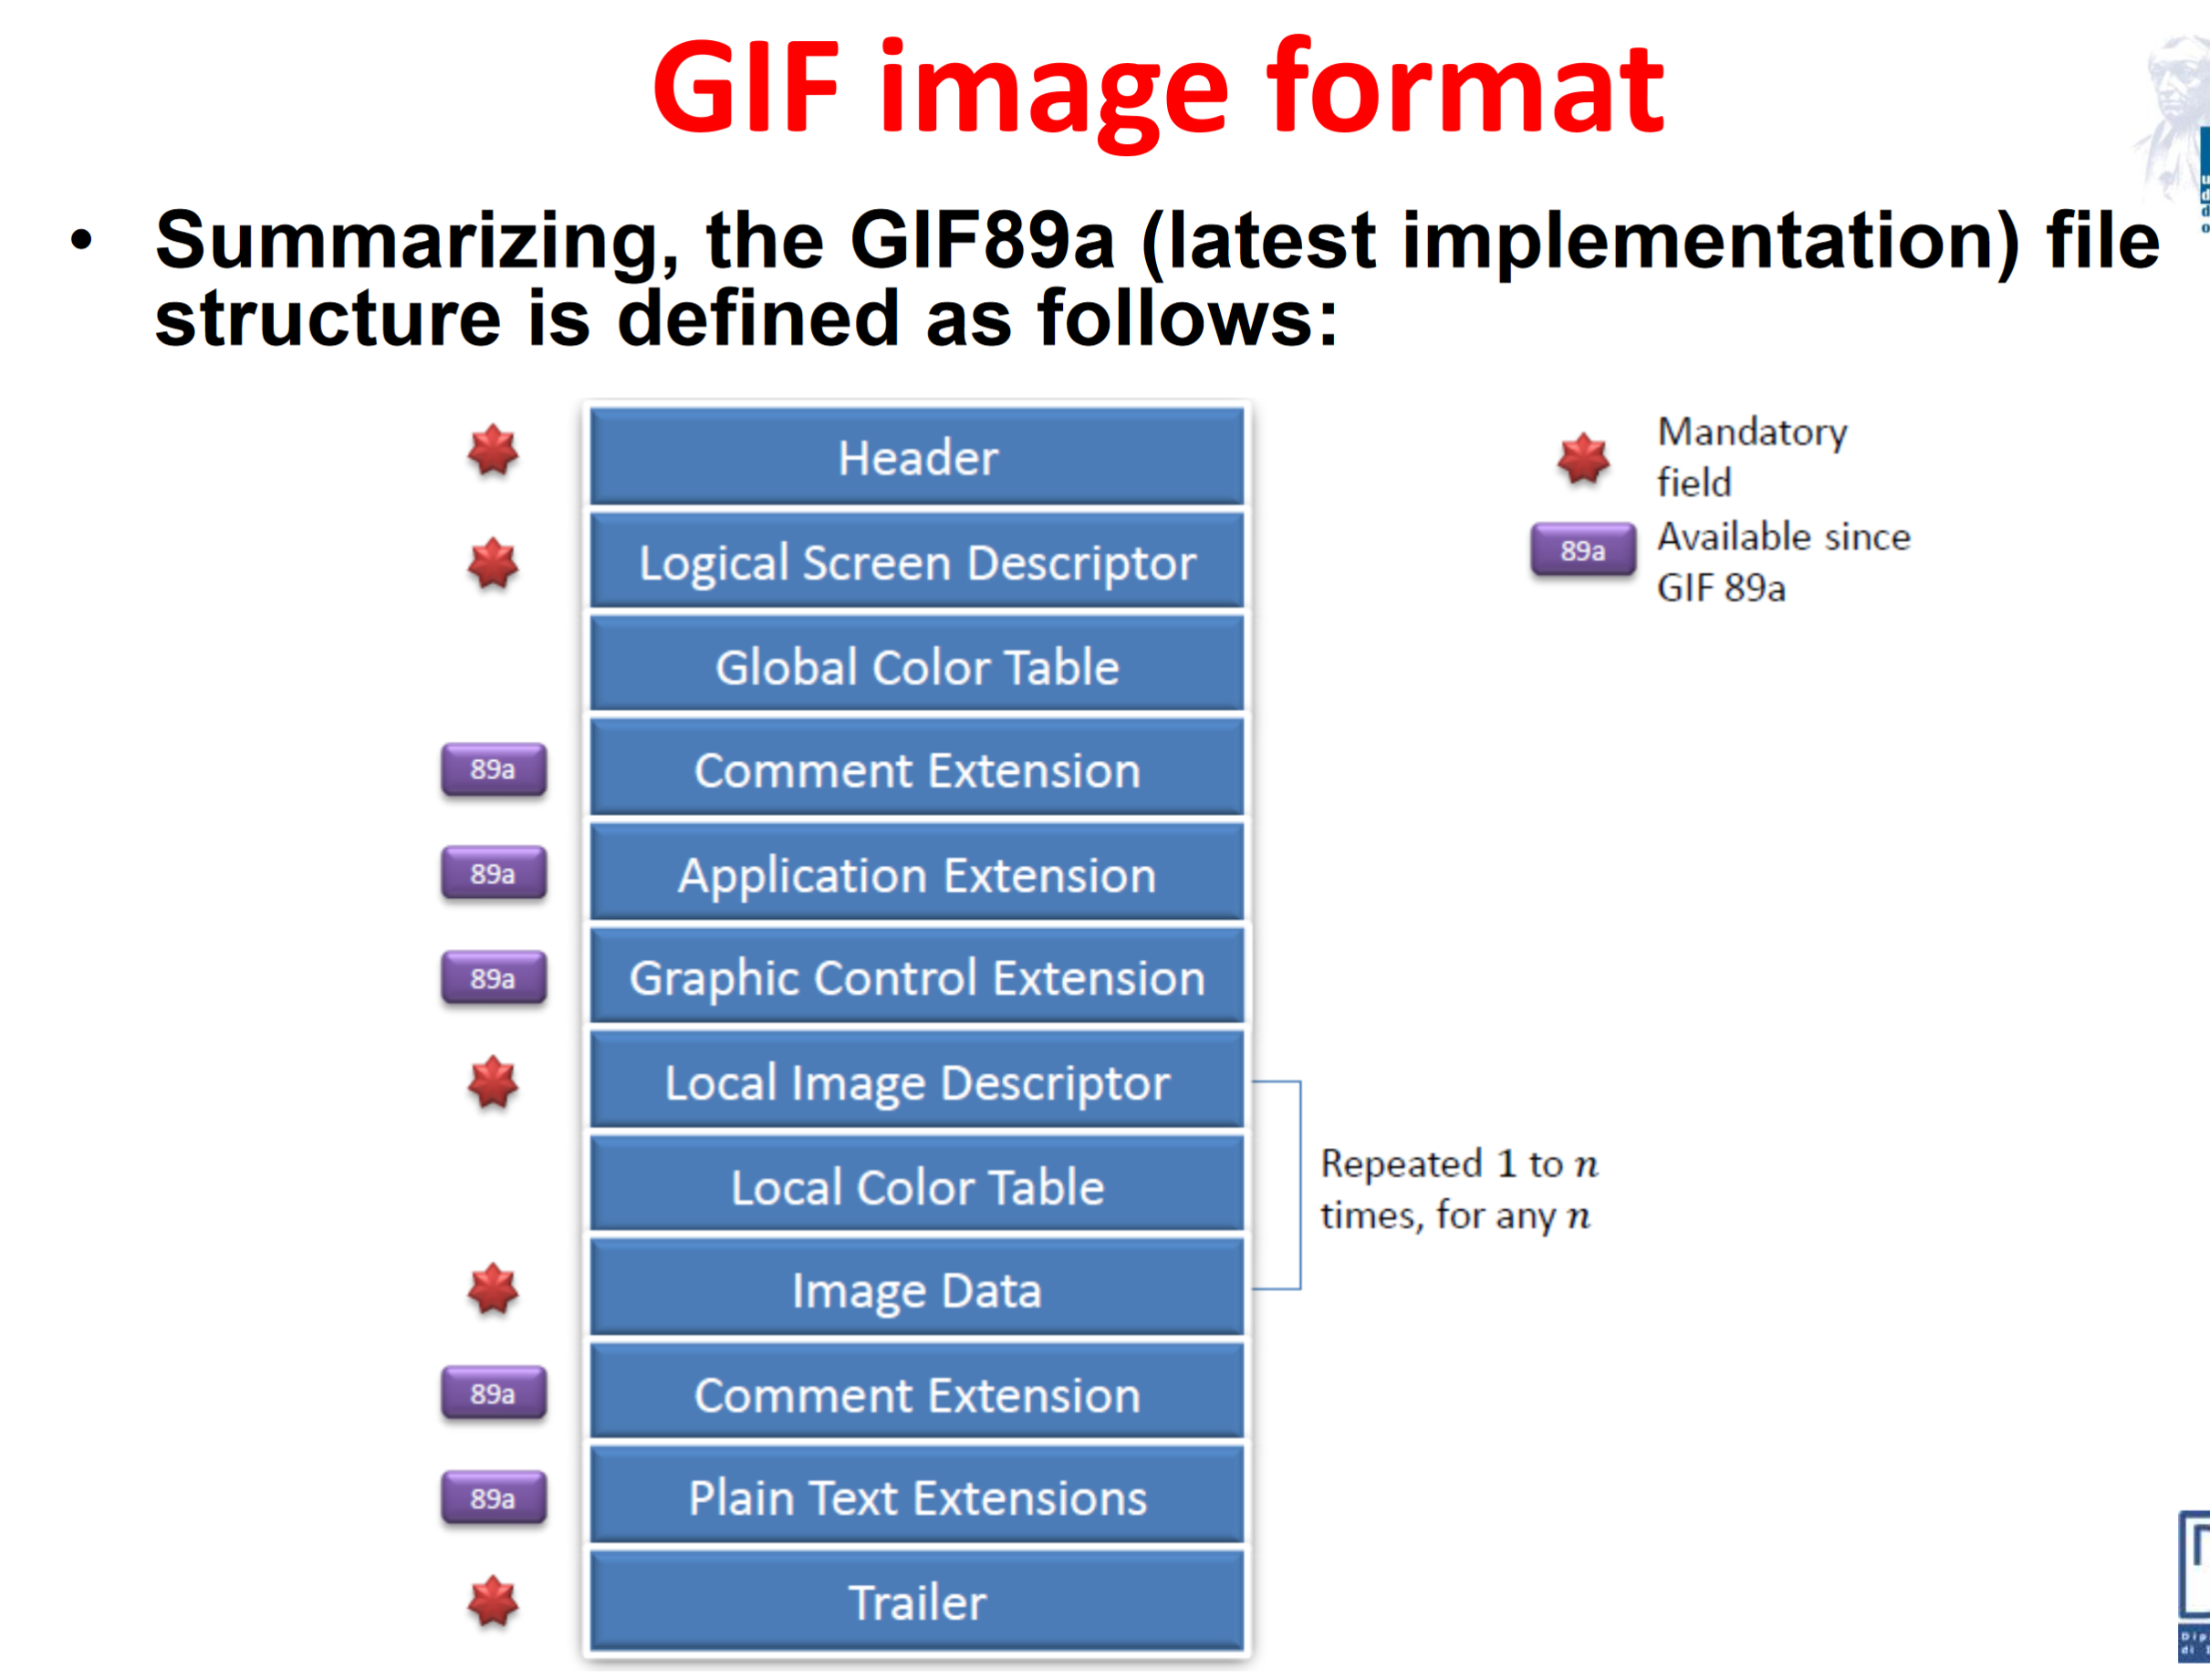 GIF image format
• Summarizing, the GIF89a (latest implementation) file
structure is defined as follows:
Header
Logical Screen Descriptor
Global Color Table
89a Comment Extension
89a Application Extension
89a Graphic Control Extension
Local Image Descriptor
Local Color Table
Image Data
89a Comment Extension
89a Plain Text Extensions
Trailer
Mandatory
field
89a Available since
GIF 89a
Repeated 1 to n
times, for any n